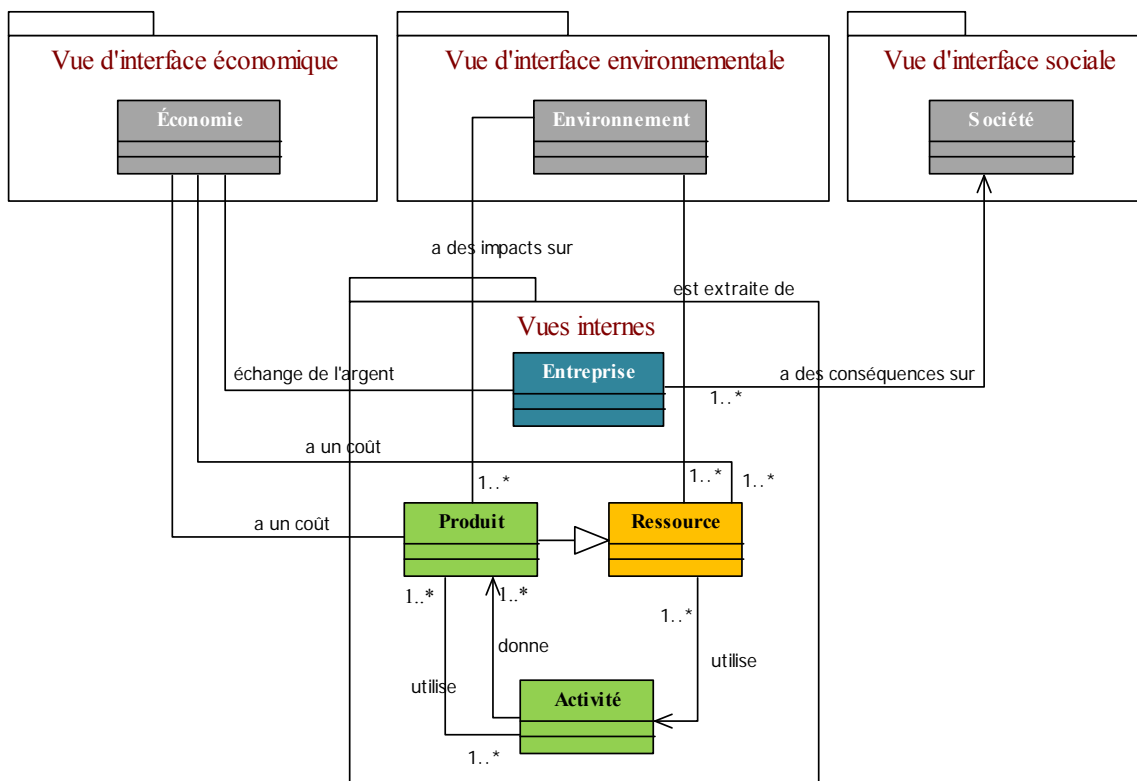 Vue d'interface économique
Vue d'interface environnementale
Vue d'interface sociale
Économie
Environnement
Société
a des impacts sur
est extraite de
Vues internes
échange de l'argent
Entreprise
a des conséquences sur
1..*
a un coût
1..*
1..*
1..*
a un coût
Produit
Ressource
1..*
1..*
1..*
donne
utilise
utilise
Activité
1..*